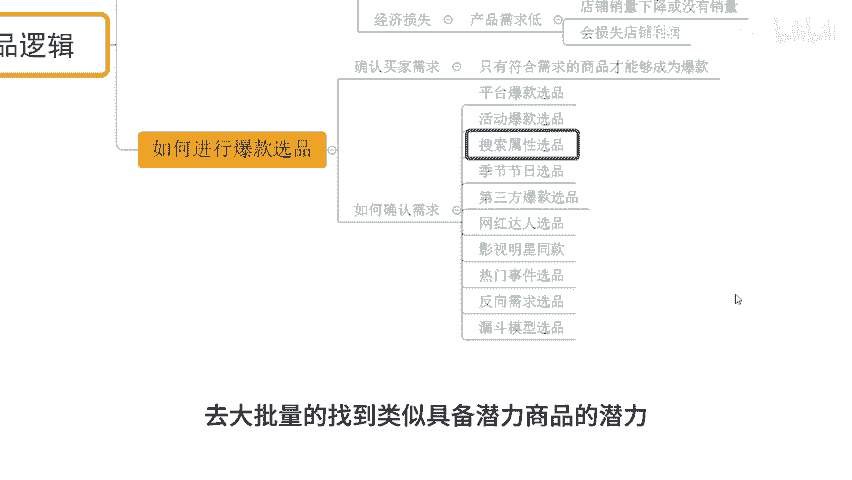 店铺销量下降或没有销量
经济损失
产品需求低
会损失店铺利润
品逻辑
确认买家需求
只有符合需求的商品才能够成为爆款
平台爆款选品
活动爆款选品
如何进行爆款选品
搜索属性选品
季节节日选品
第三方爆款选品
如何确认需求
网红达人选品
影视明星同款
热门事件选品
反向需求选品
漏斗模型选品
去大批量的找到类似具备潜力商品的潜力